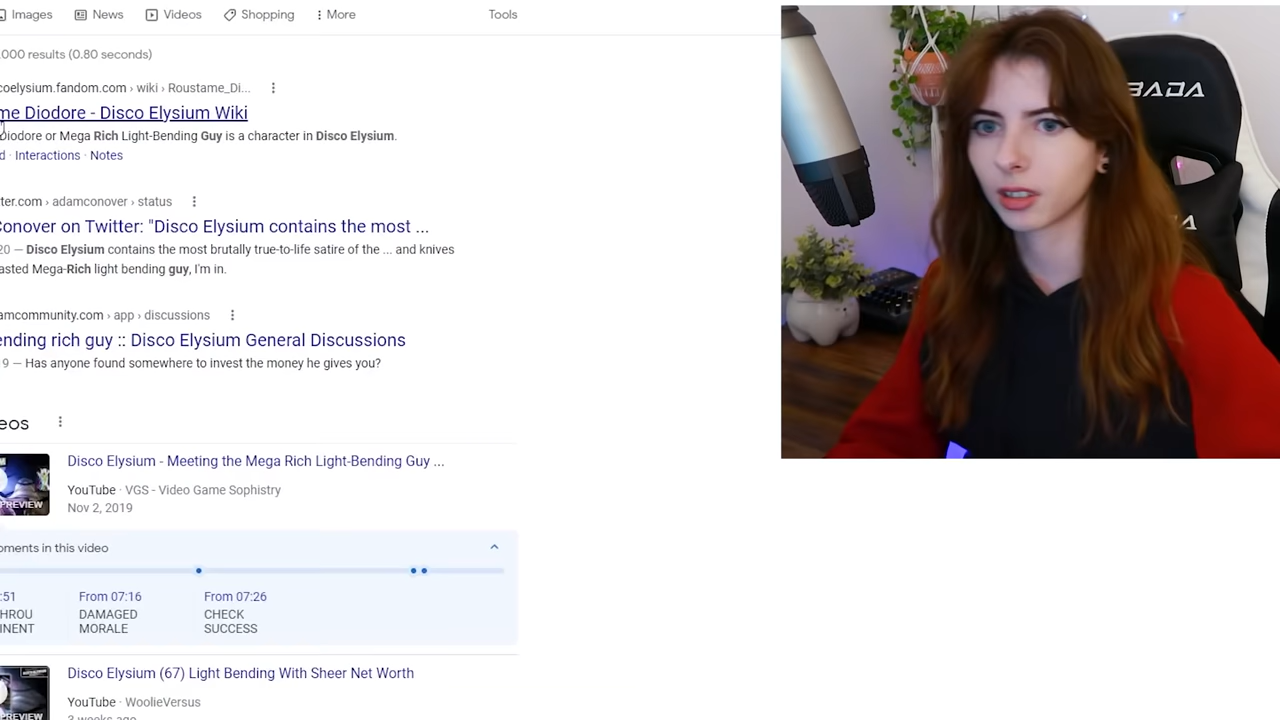 Images News Videos Shopping More Tools
000 results (0.80 seconds)
coelysium.fandom.com › wiki › Roustame_Di...
me Diodore - Disco Elysium Wiki
Diodore or Mega Rich Light-Bending Guy is a character in Disco Elysium.
d · Interactions · Notes
ter.com › adamconover › status
Conover on Twitter: "Disco Elysium contains the most ...
20 — Disco Elysium contains the most brutally true-to-life satire of the ... and knives
asted Mega-Rich light bending guy, I'm in.
amcommunity.com › app › discussions
ending rich guy :: Disco Elysium General Discussions
9 — Has anyone found somewhere to invest the money he gives you?
eos
Disco Elysium - Meeting the Mega Rich Light-Bending Guy ...
PREVIEW
YouTube · VGS - Video Game Sophistry
Nov 2, 2019
oments in this video
:51 From 07:16 From 07:26
HROU DAMAGED CHECK
INENT MORALE SUCCESS
Disco Elysium (67) Light Bending With Sheer Net Worth
PREVIEW
YouTube · WoolieVersus
3 weeks ago
BADA